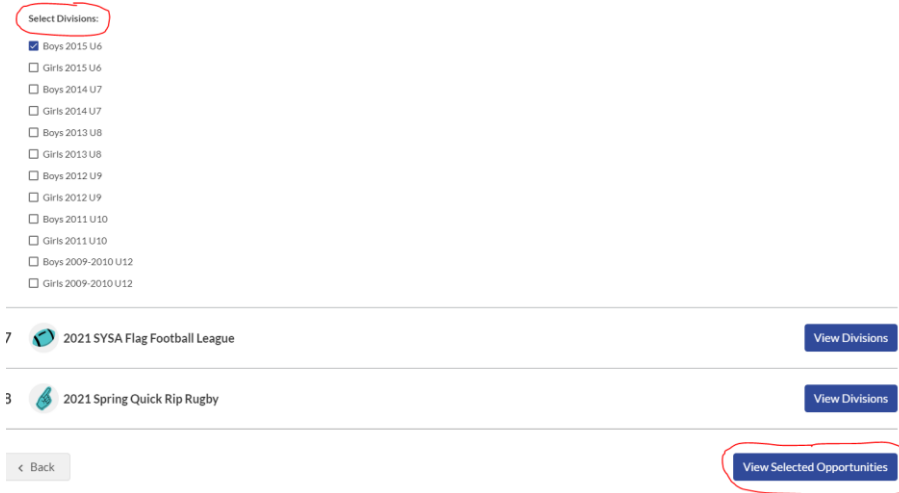 Select Divisions:
Boys 2015 U6
Girls 2015 U6
Boys 2014 U7
Girls 2014 U7
Boys 2013 U8
Girls 2013 U8
Boys 2012 U9
Girls 2012 U9
Boys 2011 U10
Girls 2011 U10
Boys 2009-2010 U12
Girls 2009-2010 U12
7 2021 SYSA Flag Football League View Divisions
8 2021 Spring Quick Rip Rugby View Divisions
< Back View Selected Opportunities